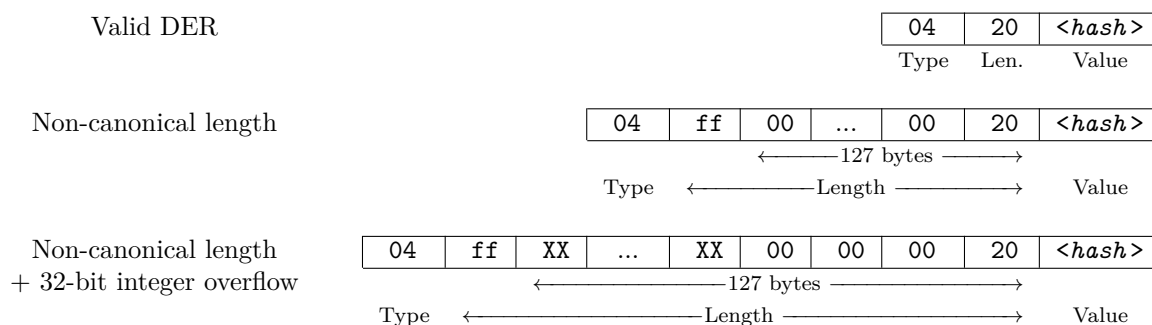 Valid DER 04 20 <hash>
Type Len. Value
Non-canonical length 04 ff 00 ... 00 20 <hash>
127 bytes
Type Length Value
Non-canonical length 04 ff XX ... XX 00 00 00 20 <hash>
+ 32-bit integer overflow 127 bytes
Type Length Value